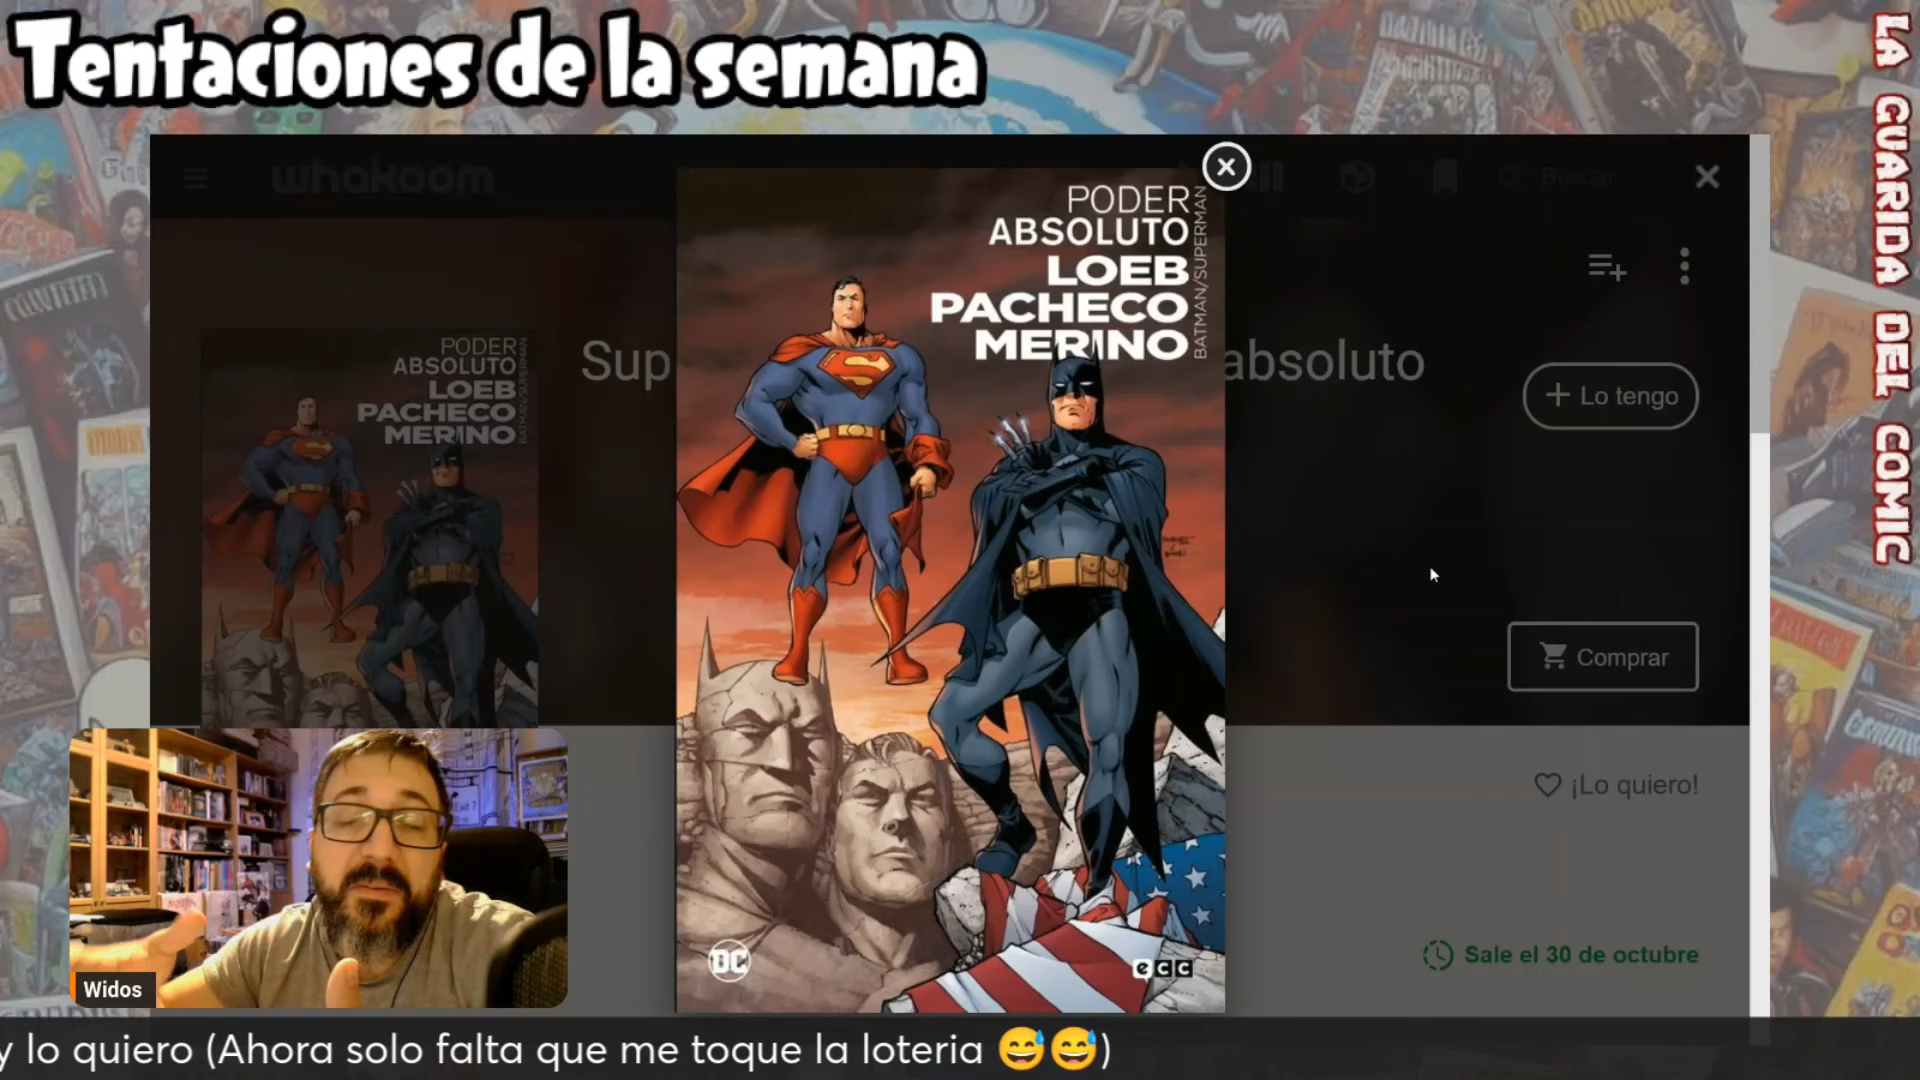 Tentaciones de la semana
LA GUARIDA DEL COMIC
whakoom
Buscar
PODER
ABSOLUTO
LOEB
PACHECO
MERINO
BATMAN/SUPERMAN
PODER
ABSOLUTO
LOEB
PACHECO
MERINO
BATMAN/SUPERMAN
Sup
absoluto
+ Lo tengo
Comprar
¡Lo quiero!
Sale el 30 de octubre
DC
ecc
Exit 7
Widos
y lo quiero (Ahora solo falta que me toque la loteria 😅😅)